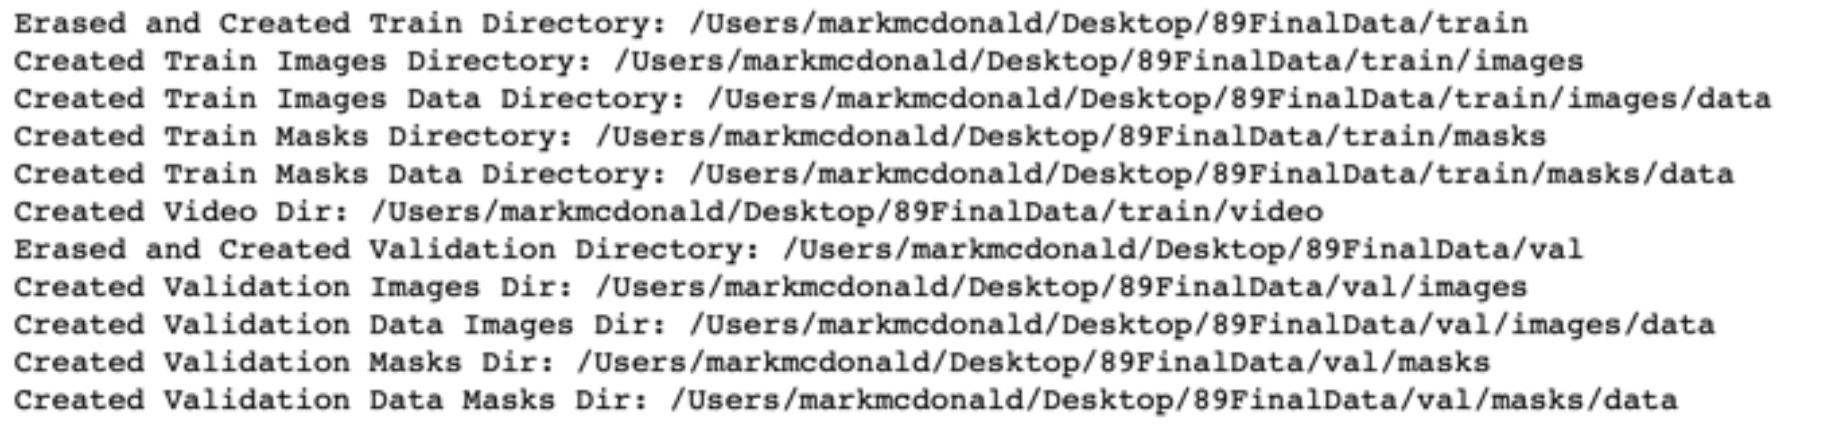 Erased and Created Train Directory: /Users/markmcdonald/Desktop/89FinalData/train
Created Train Images Directory: /Users/markmcdonald/Desktop/89FinalData/train/images
Created Train Images Data Directory: /Users/markmcdonald/Desktop/89FinalData/train/images/data
Created Train Masks Directory: /Users/markmcdonald/Desktop/89FinalData/train/masks
Created Train Masks Data Directory: /Users/markmcdonald/Desktop/89FinalData/train/masks/data
Created Video Dir: /Users/markmcdonald/Desktop/89FinalData/train/video
Erased and Created Validation Directory: /Users/markmcdonald/Desktop/89FinalData/val
Created Validation Images Dir: /Users/markmcdonald/Desktop/89FinalData/val/images
Created Validation Data Images Dir: /Users/markmcdonald/Desktop/89FinalData/val/images/data
Created Validation Masks Dir: /Users/markmcdonald/Desktop/89FinalData/val/masks
Created Validation Data Masks Dir: /Users/markmcdonald/Desktop/89FinalData/val/masks/data